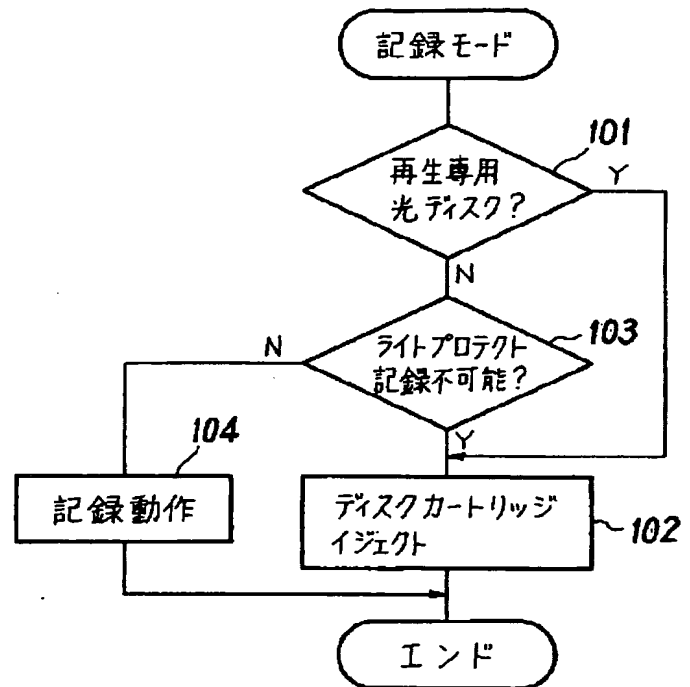 記録モード
101
再生専用
光ディスク?
Y
N
103
ライトプロテクト
記録不可能?
N
Y
104
記録動作
ディスクカートリッジ
イジェクト
102
エンド